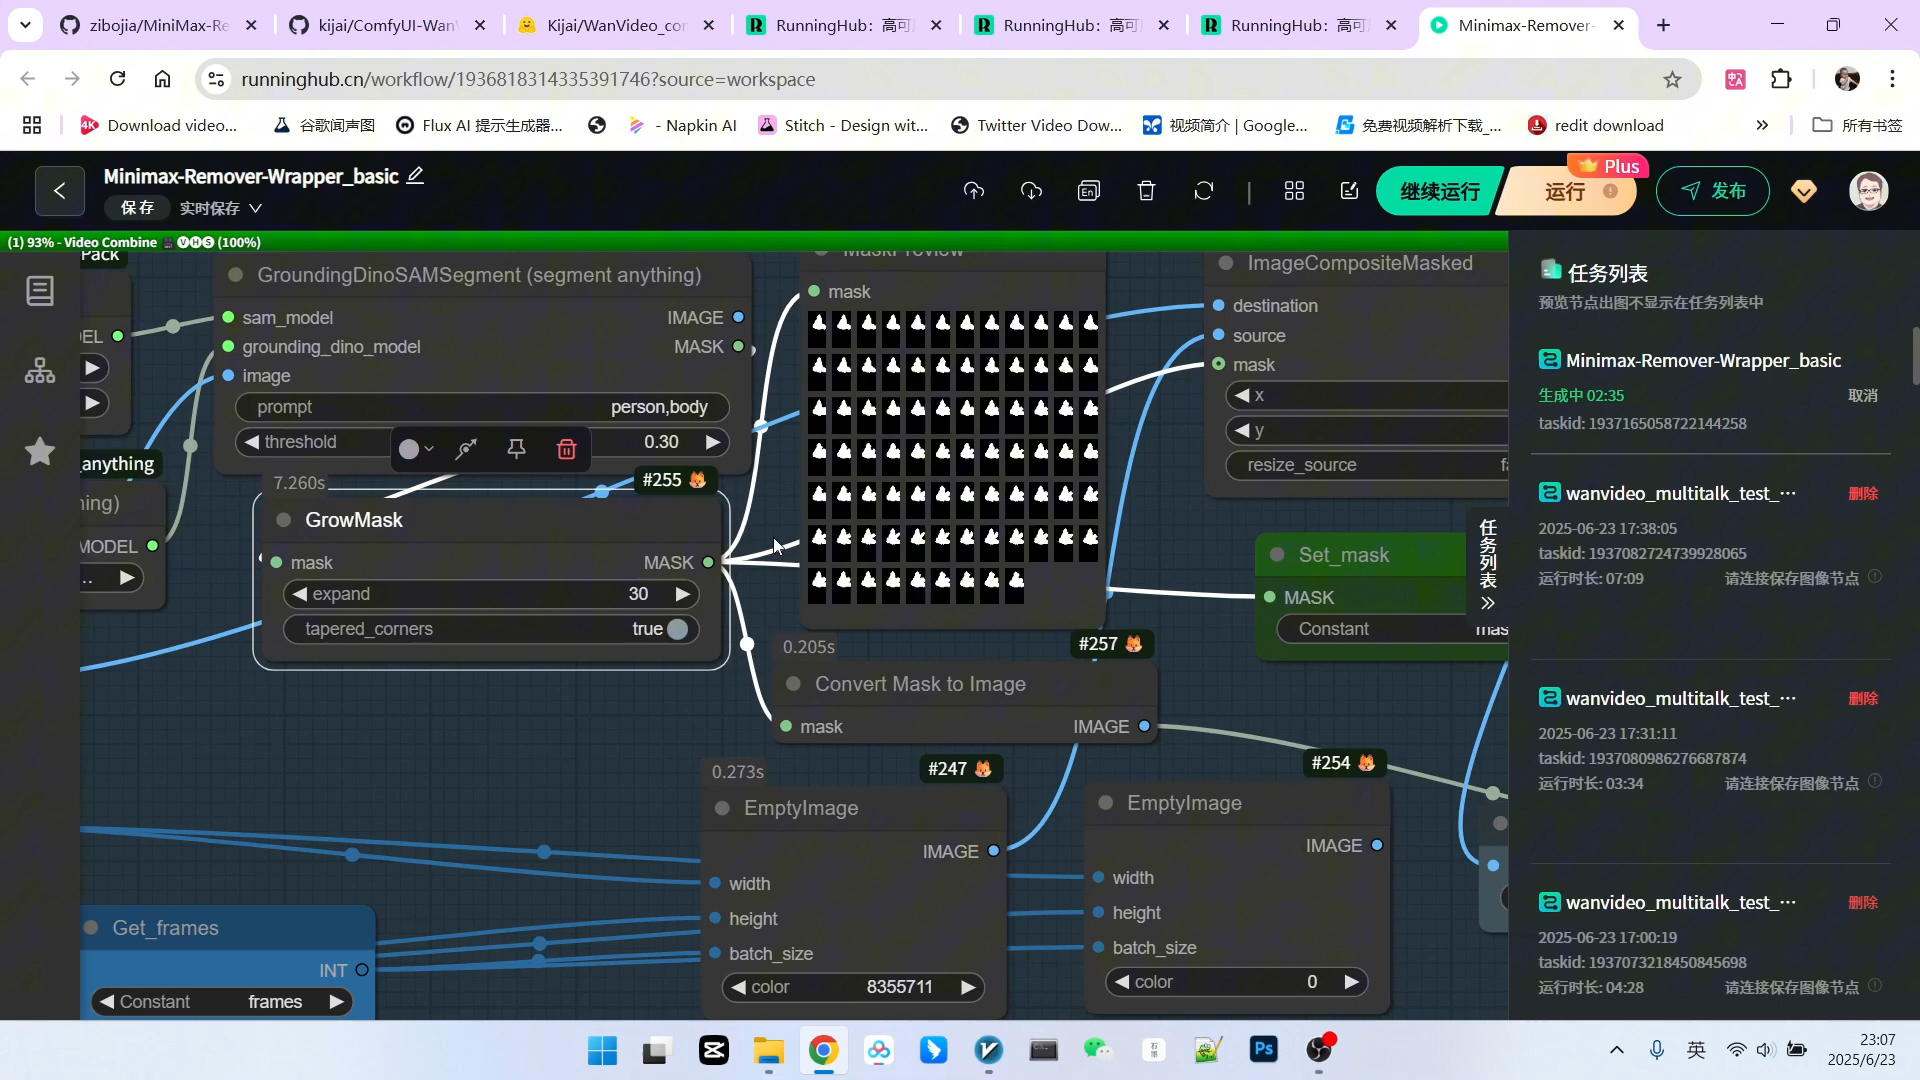 zibojia/MiniMax-Re
kijai/ComfyUI-Wan
Kijai/WanVideo_co
RunningHub：高可
RunningHub：高可
RunningHub：高可
Minimax-Remover-
runninghub.cn/workflow/1936818314335391746?source=workspace
Download video...
谷歌闻声图
Flux AI 提示生成器...
- Napkin AI
Stitch - Design wit...
Twitter Video Dow...
视频简介 | Google...
免费视频解析下载_...
redit download
所有书签
Minimax-Remover-Wrapper_basic
保存
实时保存
继续运行
运行
Plus
发布
(1) 93% - Video Combine VHS (100%)
Pack
GroundingDinoSAMSegment (segment anything)
sam_model
IMAGE
grounding_dino_model
MASK
image
prompt
person,body
threshold
0.30
7.260s
#255
GrowMask
mask
MASK
expand
30
tapered_corners
true
MaskPreview
mask
ImageCompositeMasked
destination
source
mask
x
y
resize_source
Set_mask
MASK
Constant
mas
0.205s
#257
Convert Mask to Image
mask
IMAGE
0.273s
#247
EmptyImage
IMAGE
width
height
batch_size
color
8355711
#254
EmptyImage
IMAGE
width
height
batch_size
color
0
Get_frames
INT
Constant
frames
anything
ing)
MODEL
EL
任务列表
任务列表
预览节点出图不显示在任务列表中
Minimax-Remover-Wrapper_basic
生成中 02:35
取消
taskid: 1937165058722144258
wanvideo_multitalk_test_···
删除
2025-06-23 17:38:05
taskid: 1937082724739928065
运行时长: 07:09
请连接保存图像节点
wanvideo_multitalk_test_···
删除
2025-06-23 17:31:11
taskid: 1937080986276687874
运行时长: 03:34
请连接保存图像节点
wanvideo_multitalk_test_···
删除
2025-06-23 17:00:19
taskid: 1937073218450845698
运行时长: 04:28
请连接保存图像节点
Ps
英
23:07
2025/6/23